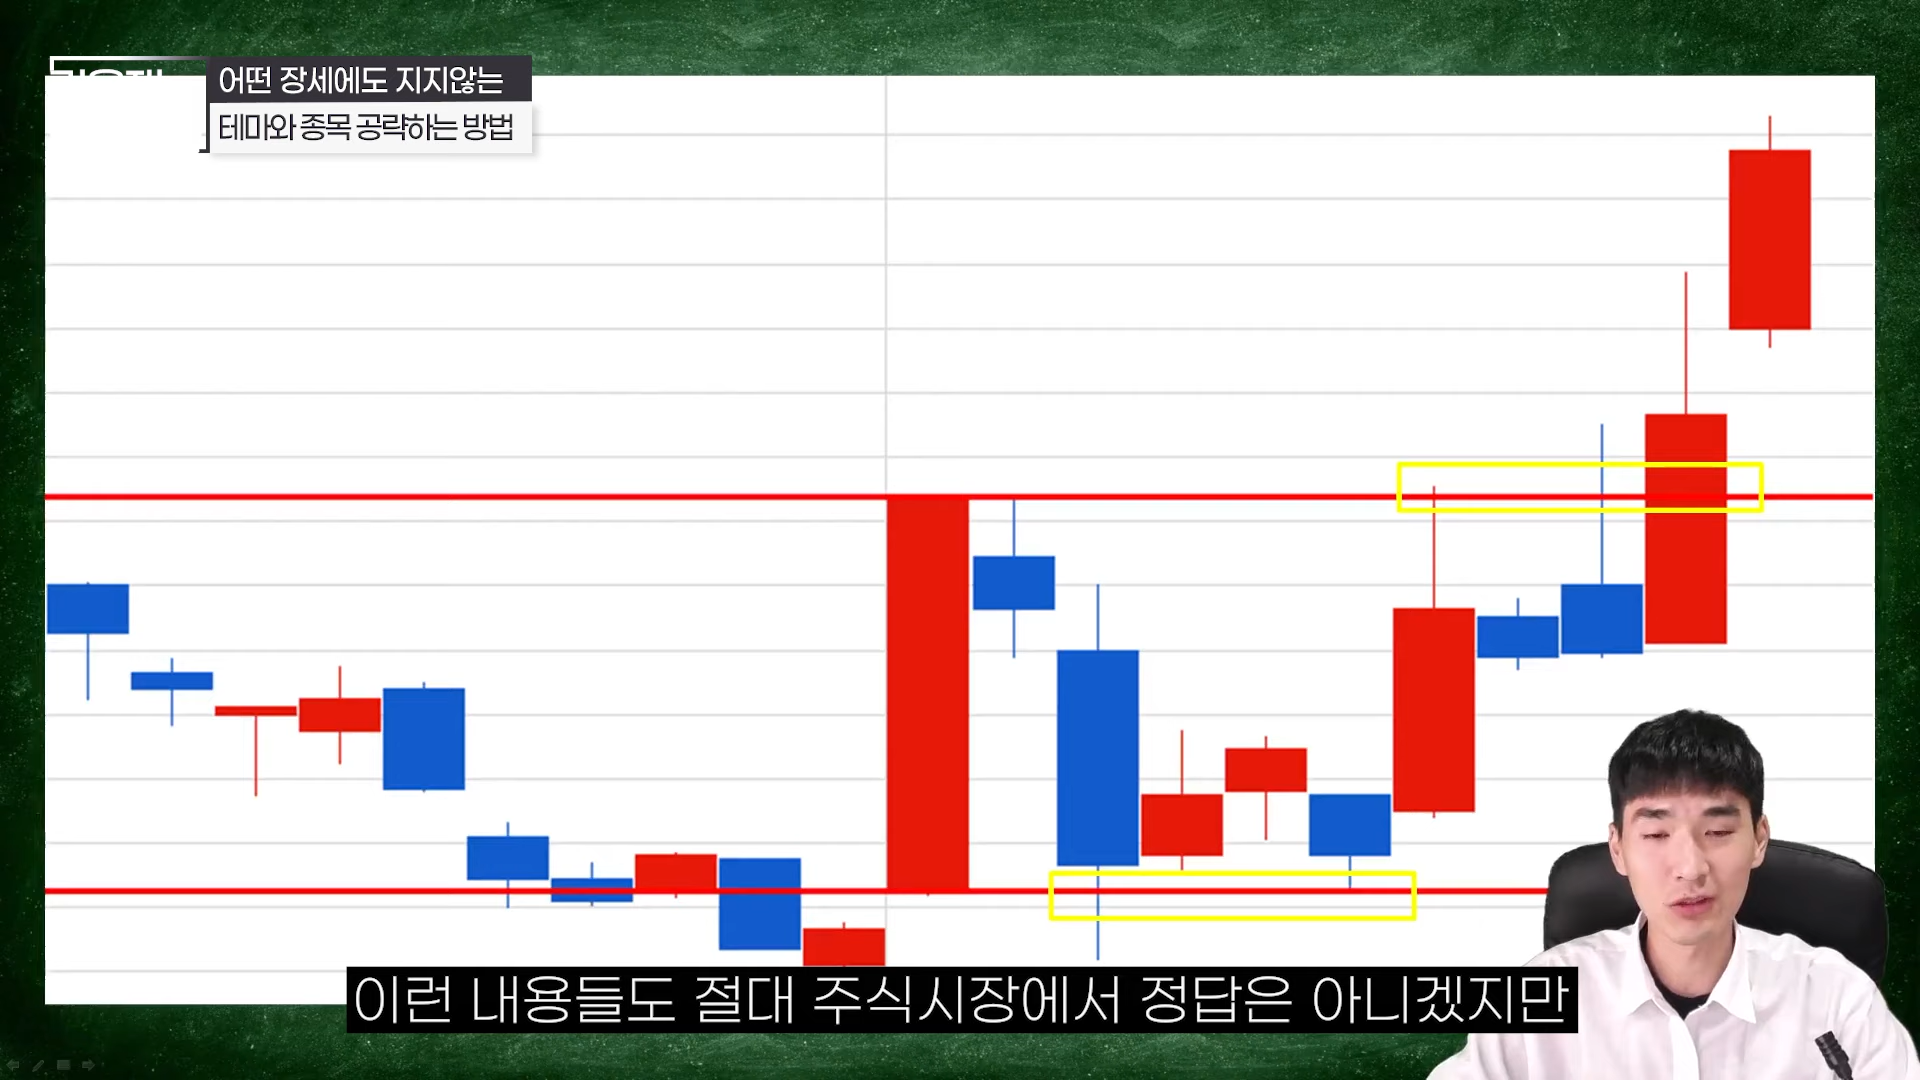 어떤 장세에도 지지않는
테마와 종목 공략하는 방법
이런 내용들도 절대 주식시장에서 정답은 아니겠지만